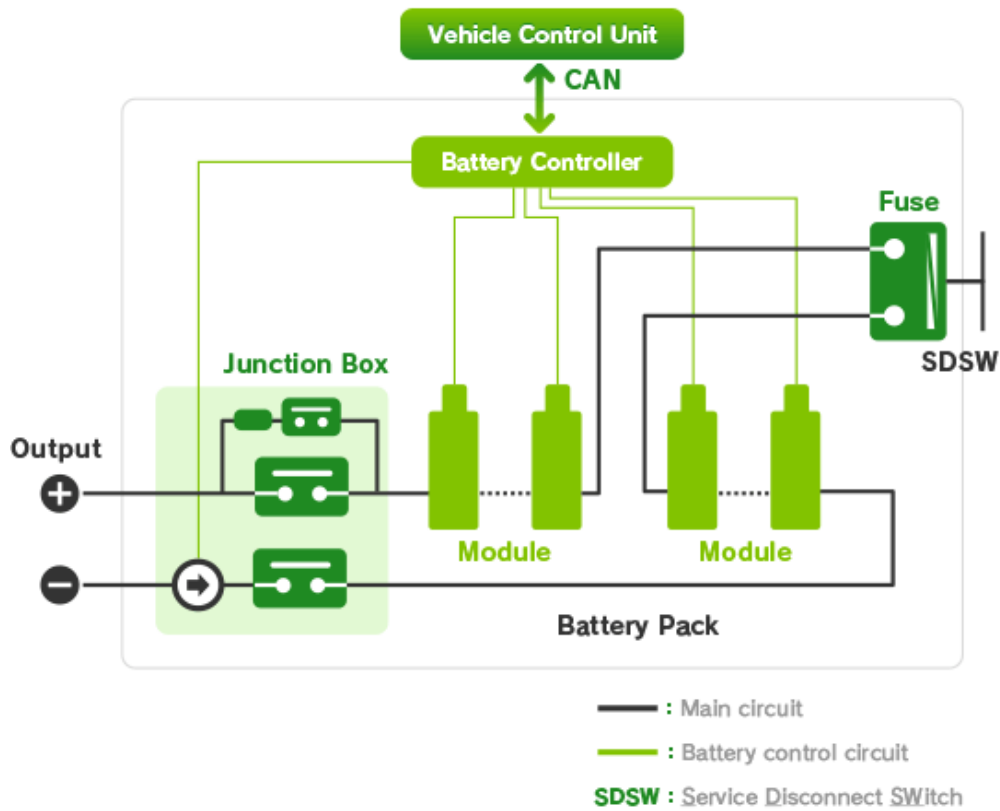 Vehicle Control Unit
CAN
Battery Controller
Fuse
SDSW
Junction Box
Output
Module
Module
Battery Pack
: Main circuit
: Battery control circuit
SDSW : Service Disconnect SWitch